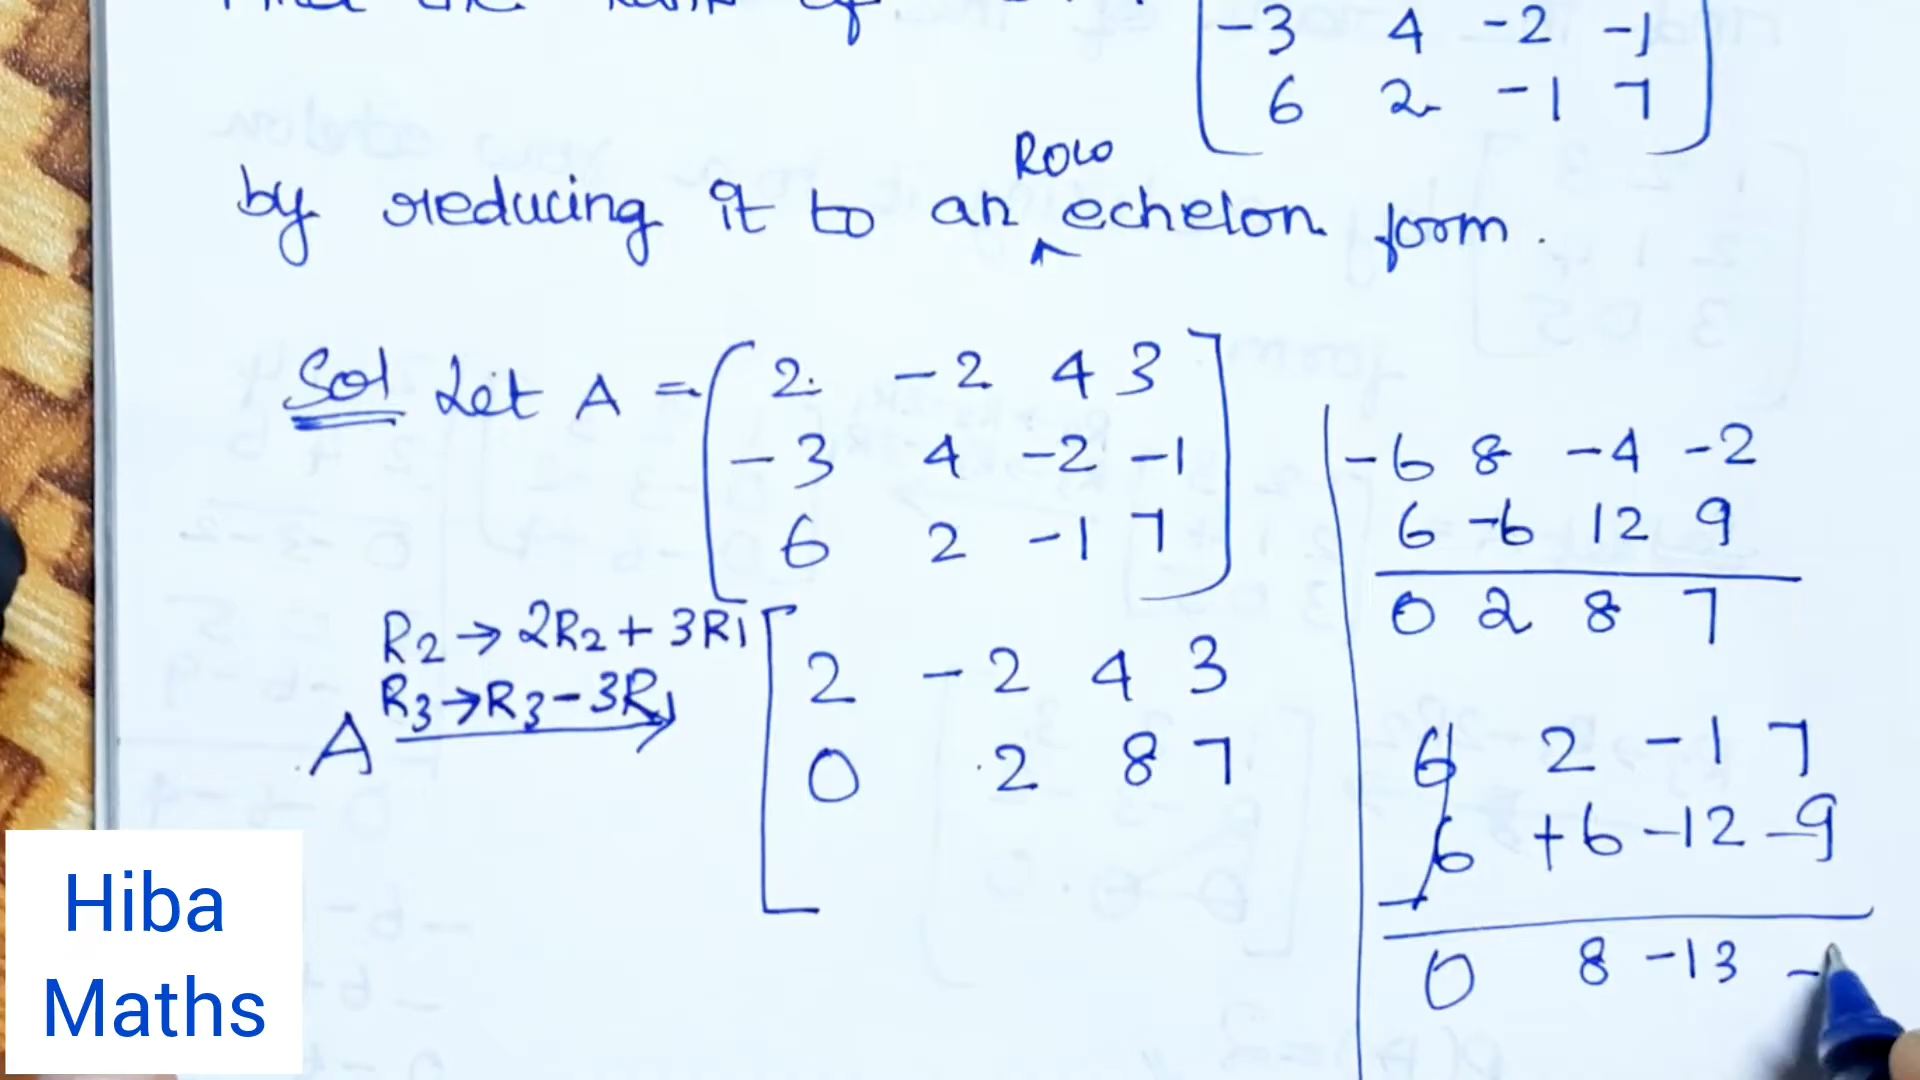 -3 4 -2 -1
6 2 -1 7
Row
by reducing it to an echelon form.
Sol Let A = 2 -2 4 3
-3 4 -2 -1
6 2 -1 7
-6 8 -4 -2
6 -6 12 9
0 2 8 7
R2 → 2R2 + 3R1
R3 → R3 - 3R1
A
2 -2 4 3
0 2 8 7
6 2 -1 7
6 +6 -12 -9
-
0 8 -13 -
Hiba
Maths